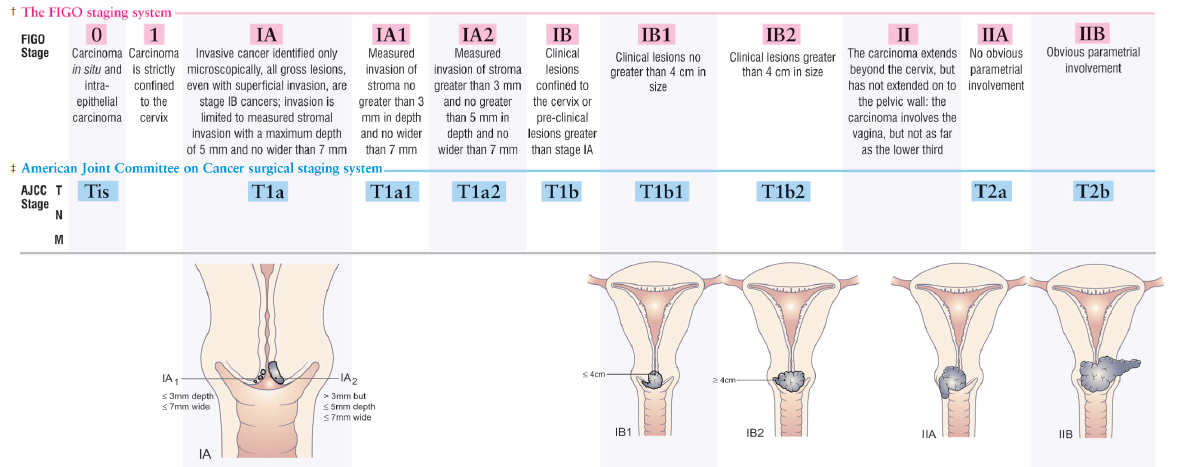 † The FIGO staging system
FIGO Stage
0
Carcinoma
in situ and
intra-
epithelial
carcinoma
1
Carcinoma
is strictly
confined
to the
cervix
IA
Invasive cancer identified only
microscopically, all gross lesions,
even with superficial invasion, are
stage IB cancers; invasion is
limited to measured stromal
invasion with a maximum depth
of 5 mm and no wider than 7 mm
IA1
Measured
invasion of
stroma no
greater than 3
mm in depth
and no wider
than 7 mm
IA2
Measured
invasion of stroma
greater than 3 mm
and no greater
than 5 mm in
depth and no
wider than 7 mm
IB
Clinical
lesions
confined to
the cervix or
pre-clinical
lesions greater
than stage IA
IB1
Clinical lesions no
greater than 4 cm in
size
IB2
Clinical lesions greater
than 4 cm in size
II
The carcinoma extends
beyond the cervix, but
has not extended on to
the pelvic wall: the
carcinoma involves the
vagina, but not as far
as the lower third
IIA
No obvious
parametrial
involvement
IIB
Obvious parametrial
involvement
‡ American Joint Committee on Cancer surgical staging system
AJCC Stage
T
N
M
Tis
T1a
T1a1
T1a2
T1b
T1b1
T1b2
T2a
T2b
IA1
≤ 3mm depth
≤ 7mm wide
IA2
> 3mm but
≤ 5mm depth
≤ 7mm wide
IA
≤ 4cm
IB1
≥ 4cm
IB2
IIA
IIB